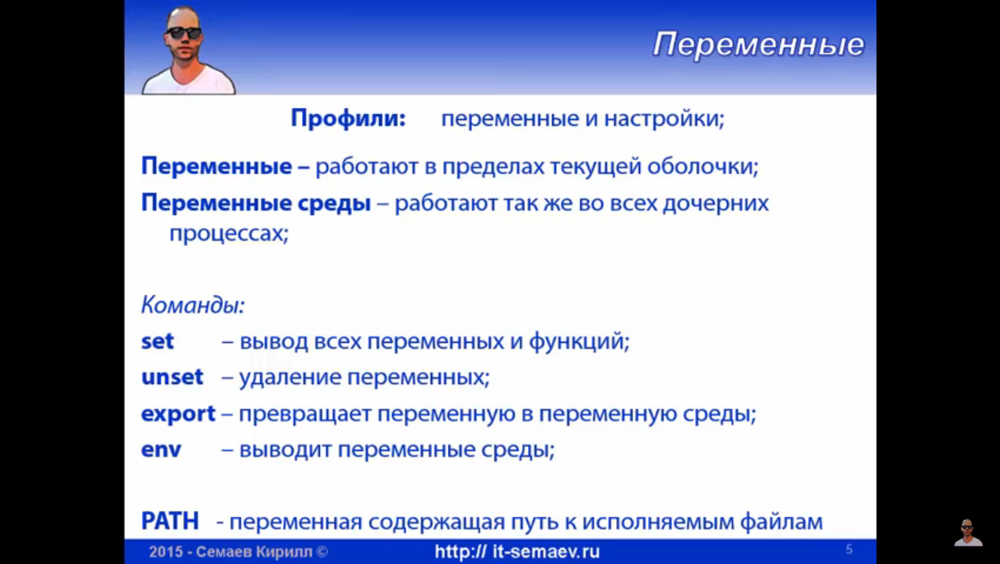 Переменные
Профили: переменные и настройки;
Переменные – работают в пределах текущей оболочки;
Переменные среды – работают так же во всех дочерних
процессах;
Команды:
set – вывод всех переменных и функций;
unset – удаление переменных;
export – превращает переменную в переменную среды;
env – выводит переменные среды;
PATH - переменная содержащая путь к исполняемым файлам
2015 - Семаев Кирилл © http:// it-semaev.ru 5